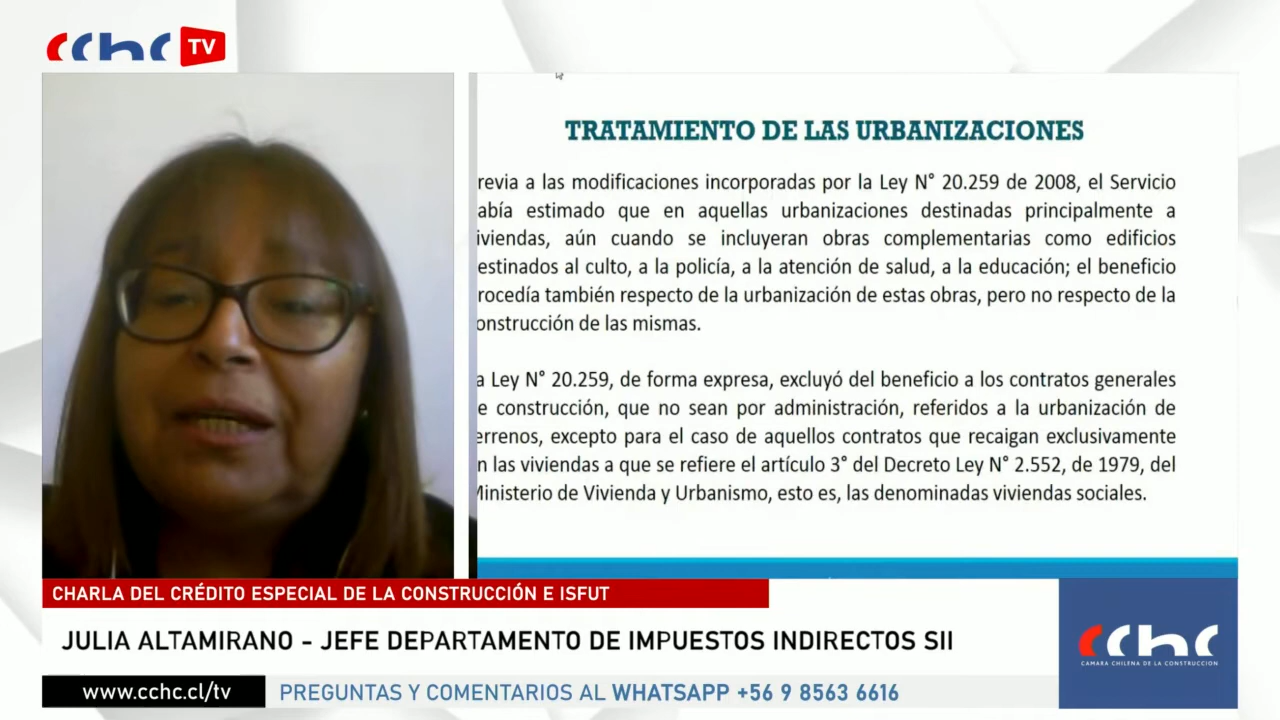 cchc TV
TRATAMIENTO DE LAS URBANIZACIONES
revia a las modificaciones incorporadas por la Ley N° 20.259 de 2008, el Servicio
abía estimado que en aquellas urbanizaciones destinadas principalmente a
iviendas, aún cuando se incluyeran obras complementarias como edificios
estinados al culto, a la policía, a la atención de salud, a la educación; el beneficio
rocedía también respecto de la urbanización de estas obras, pero no respecto de la
onstrucción de las mismas.
a Ley N° 20.259, de forma expresa, excluyó del beneficio a los contratos generales
e construcción, que no sean por administración, referidos a la urbanización de
errenos, excepto para el caso de aquellos contratos que recaigan exclusivamente
n las viviendas a que se refiere el artículo 3° del Decreto Ley N° 2.552, de 1979, del
Ministerio de Vivienda y Urbanismo, esto es, las denominadas viviendas sociales.
CHARLA DEL CRÉDITO ESPECIAL DE LA CONSTRUCCIÓN E ISFUT
JULIA ALTAMIRANO – JEFE DEPARTAMENTO DE IMPUESTOS INDIRECTOS SII
cchc
CAMARA CHILENA DE LA CONSTRUCCION
www.cchc.cl/tv
PREGUNTAS Y COMENTARIOS AL WHATSAPP +56 9 8563 6616